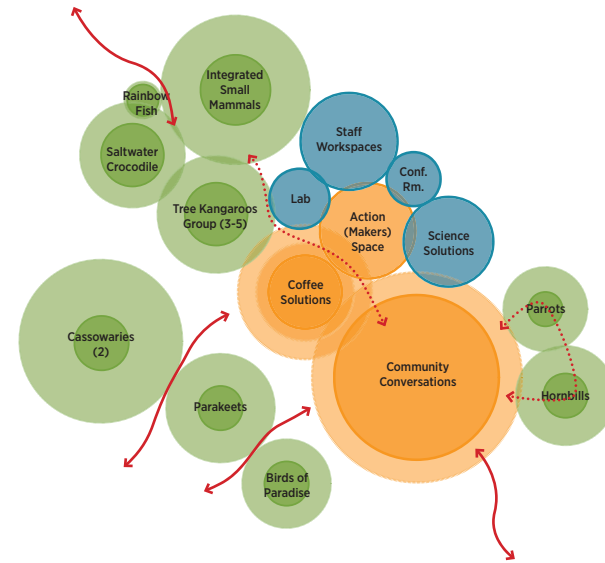 Integrated
Small
Mammals
Rainbow
Fish
Saltwater
Crocodile
Staff
Workspaces
Conf.
Rm.
Lab
Tree Kangaroos
Group (3-5)
Action
(Makers)
Space
Science
Solutions
Coffee
Solutions
Parrots
Cassowaries
(2)
Community
Conversations
Hornbills
Parakeets
Birds of
Paradise